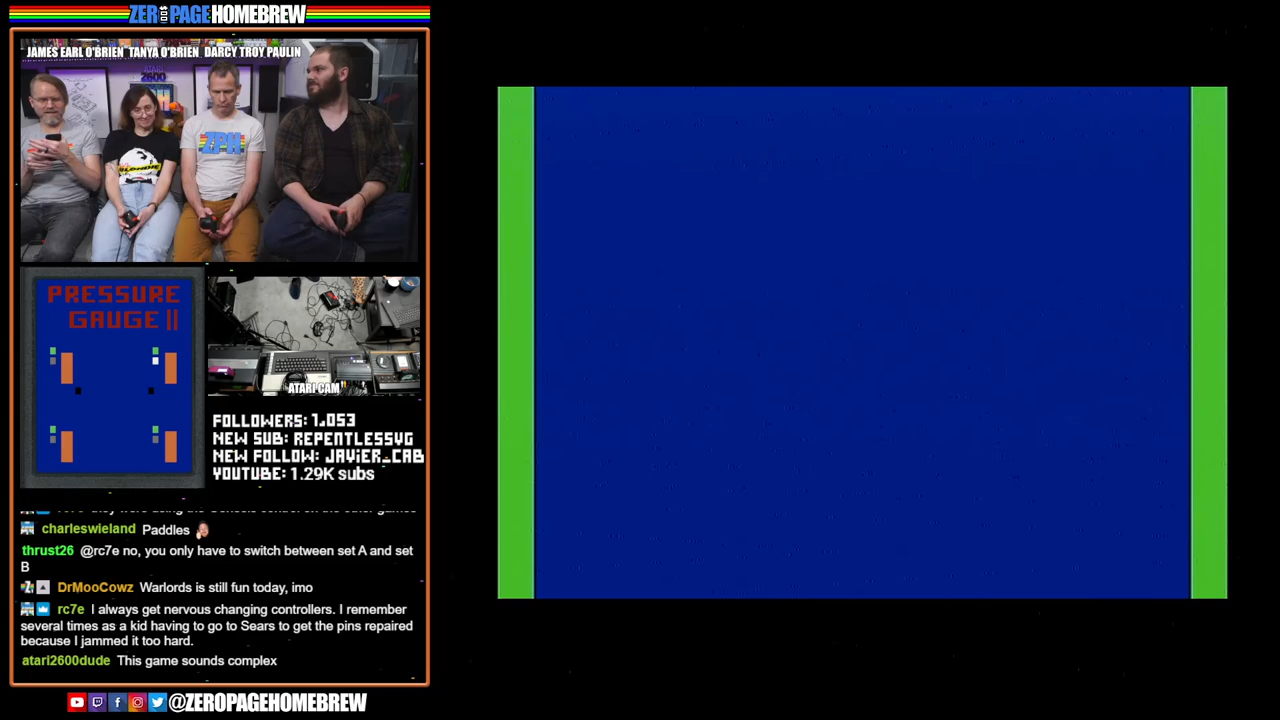 ZERO PAGE HOMEBREW
JAMES EARL O'BRIEN TANYA O'BRIEN DARCY TROY PAULIN
ATARI
2600
BLONDIE
ZPH
PRESSURE
GAUGE II
ATARI CAM
FOLLOWERS: 1,053
NEW SUB: REPENTLESSVG
NEW FOLLOW: JAVIER_CAB
YOUTUBE: 1.29K subs
charleswieland Paddles
thrust26 @rc7e no, you only have to switch between set A and set
B
DrMooCowz Warlords is still fun today, imo
rc7e I always get nervous changing controllers. I remember
several times as a kid having to go to Sears to get the pins repaired
because I jammed it too hard.
atari2600dude This game sounds complex
@ZEROPAGEHOMEBREW